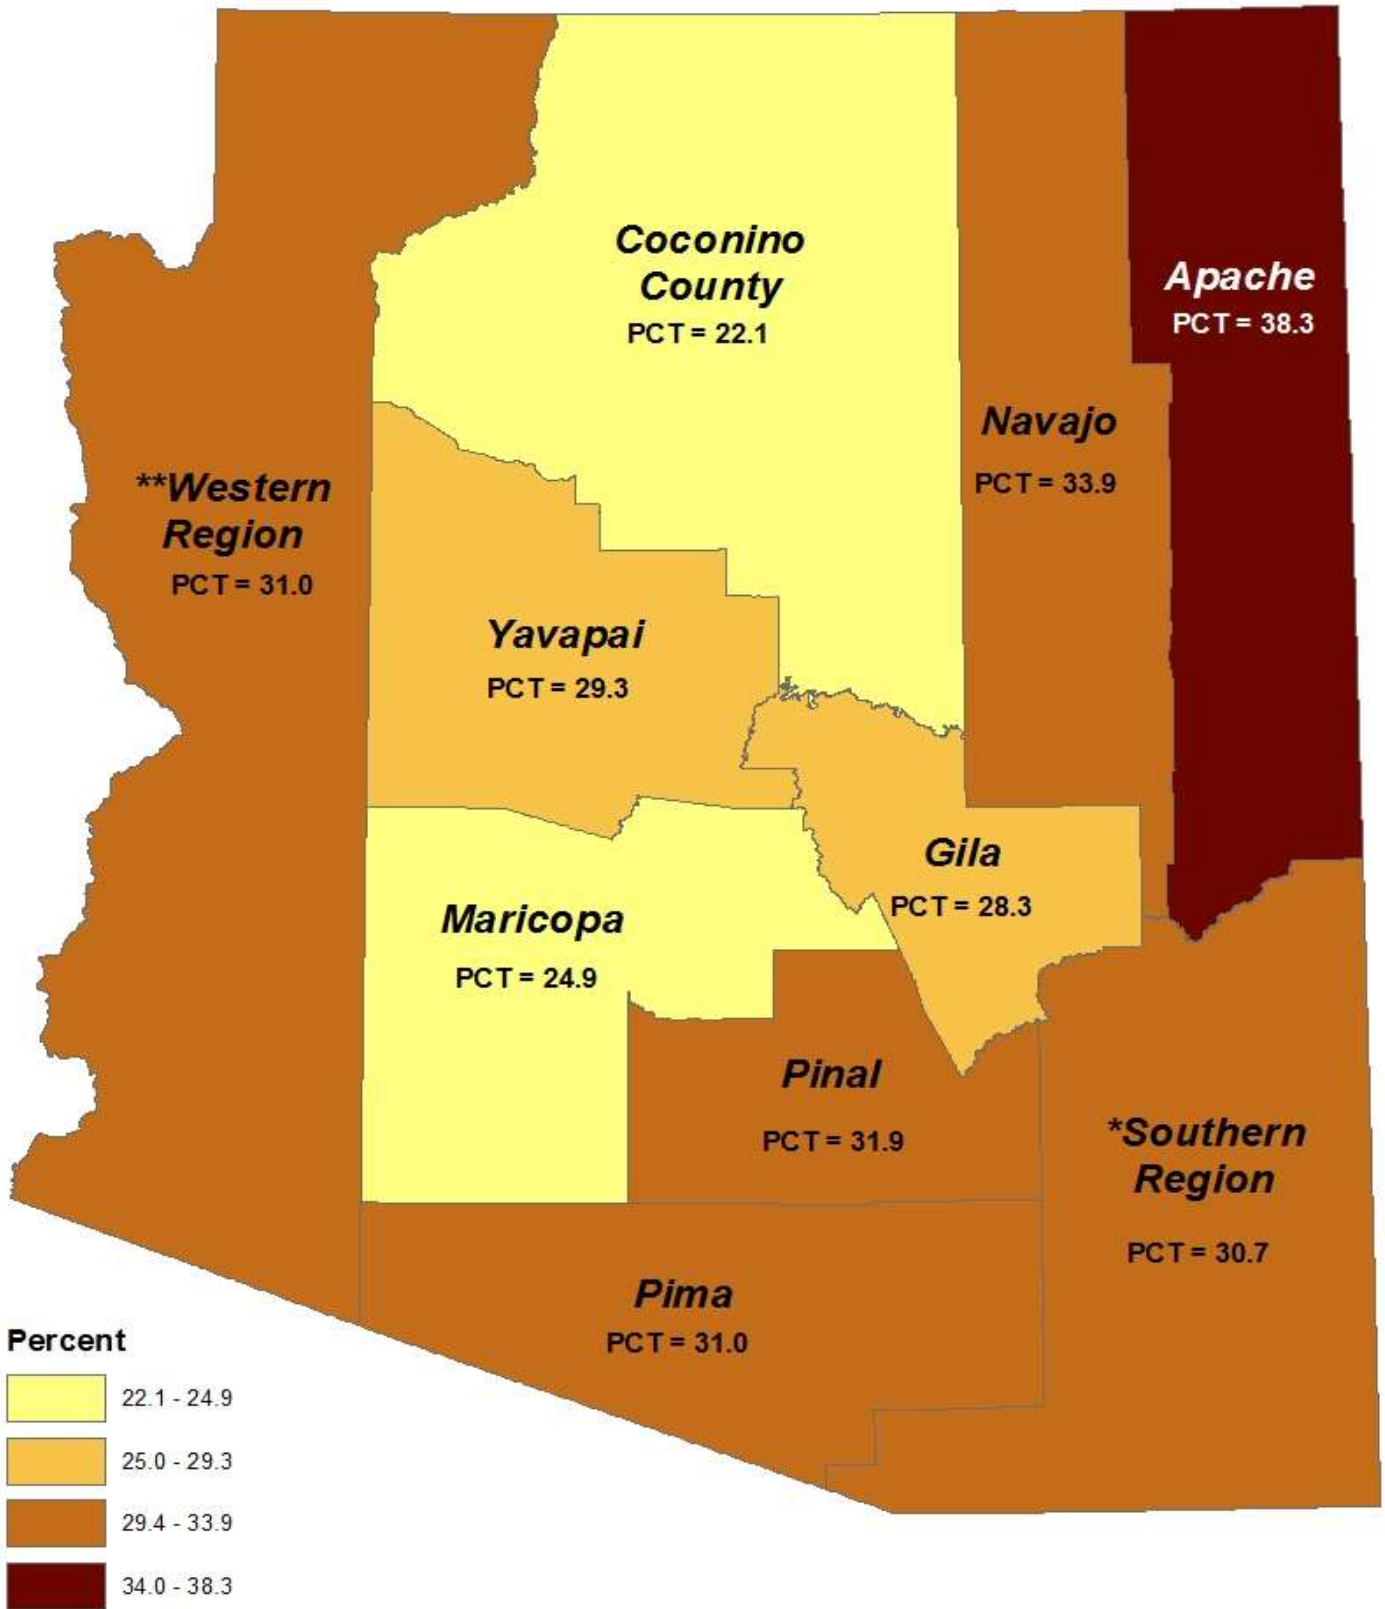 Coconino
County
PCT = 22.1
Apache
PCT = 38.3
Navajo
PCT = 33.9
**Western
Region
PCT = 31.0
Yavapai
PCT = 29.3
Gila
PCT = 28.3
Maricopa
PCT = 24.9
Pinal
PCT = 31.9
*Southern
Region
PCT = 30.7
Pima
PCT = 31.0
Percent
22.1 - 24.9
25.0 - 29.3
29.4 - 33.9
34.0 - 38.3